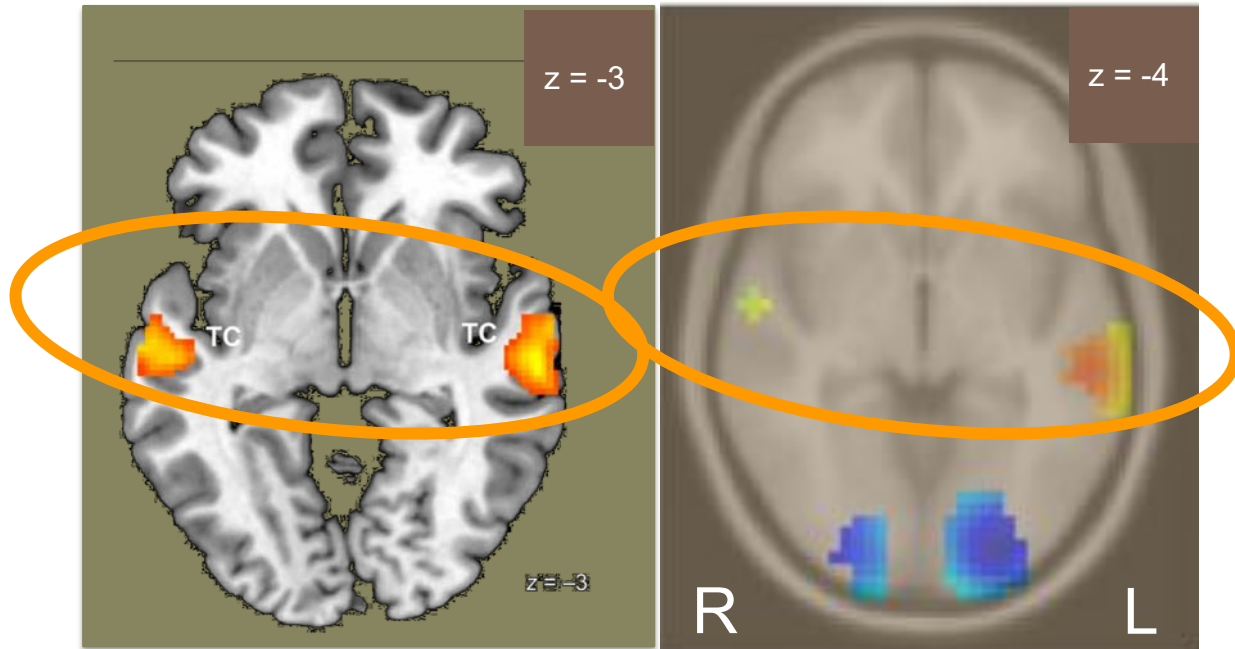 z = -3
z = -4
TC
TC
z = –3
R
L